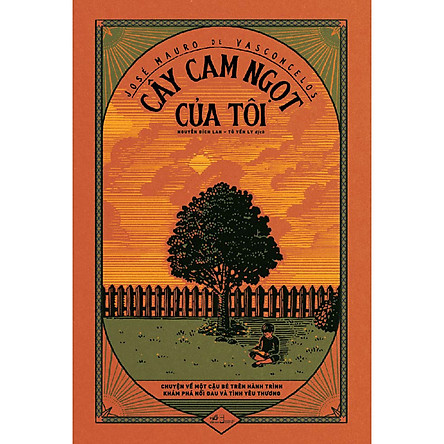 JOSÉ MAURO DE VASCONCELOS
CÂY CAM NGỌT
CỦA TÔI
NGUYỄN BÍCH LAN - TÔ YẾN LY dịch
CHUYỆN VỀ MỘT CẬU BÉ TRÊN HÀNH TRÌNH
KHÁM PHÁ NỖI ĐAU VÀ TÌNH YÊU THƯƠNG